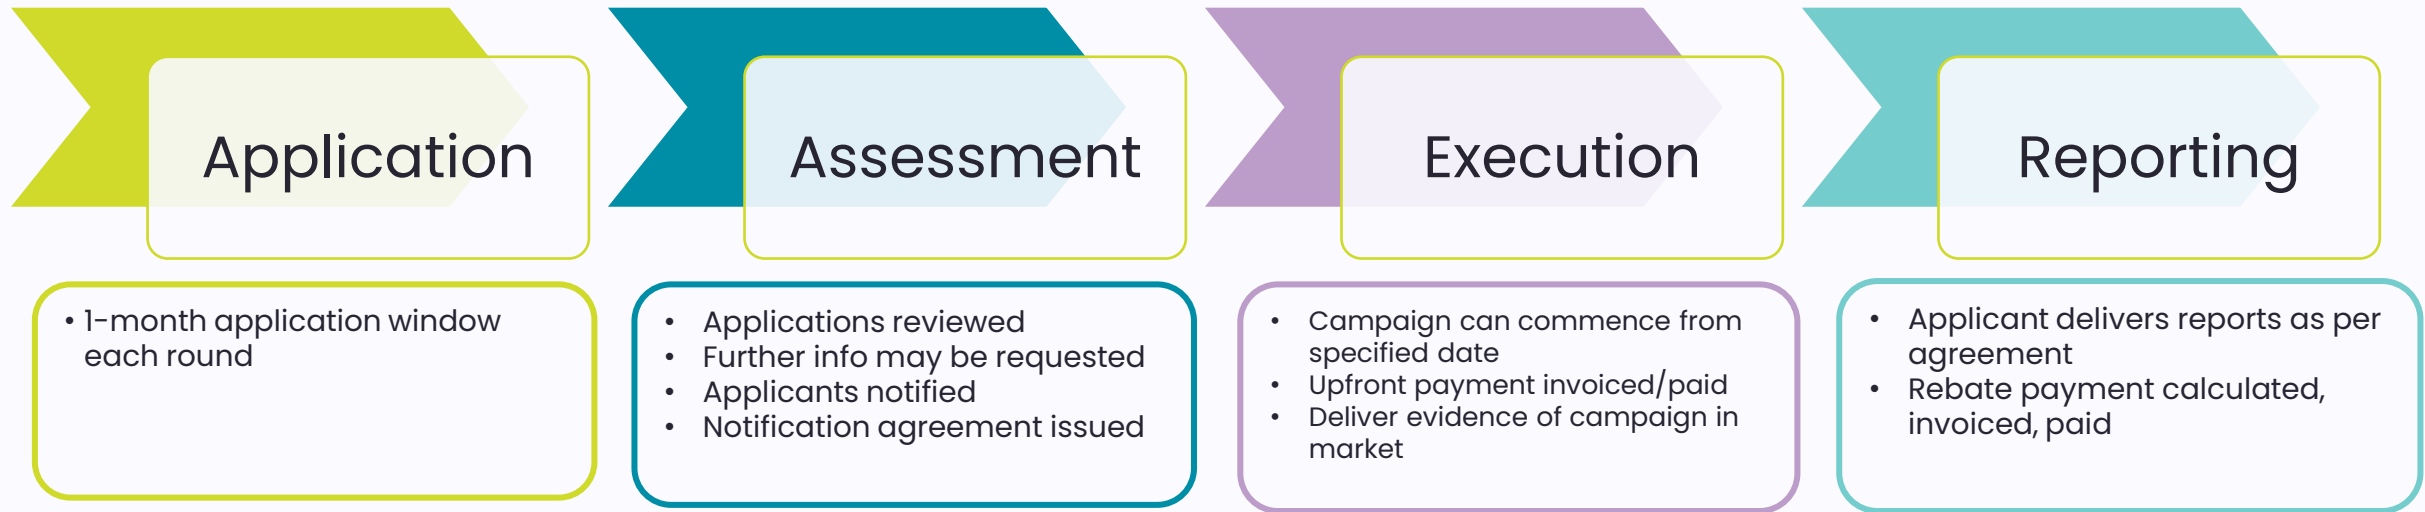 Application
• 1-month application window
each round
Assessment
• Applications reviewed
• Further info may be requested
• Applicants notified
• Notification agreement issued
Execution
• Campaign can commence from
specified date
• Upfront payment invoiced/paid
• Deliver evidence of campaign in
market
Reporting
• Applicant delivers reports as per
agreement
• Rebate payment calculated,
invoiced, paid